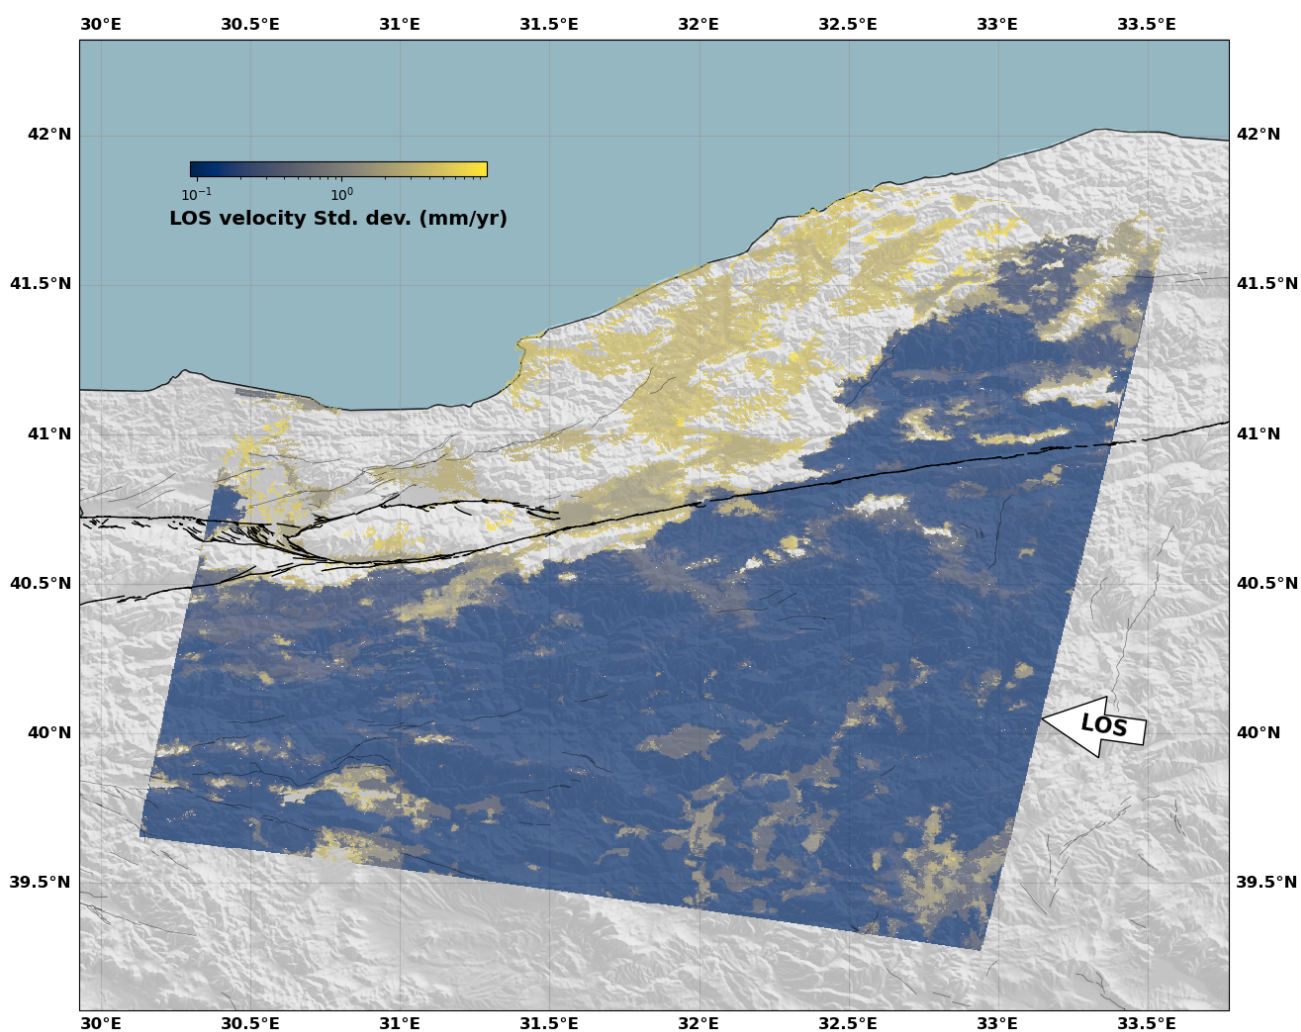 30°E 30.5°E 31°E 31.5°E 32°E 32.5°E 33°E 33.5°E
42°N 42°N
10⁻¹ 10⁰
LOS velocity Std. dev. (mm/yr)
41.5°N 41.5°N
41°N 41°N
40.5°N 40.5°N
LOS
40°N 40°N
39.5°N 39.5°N
30°E 30.5°E 31°E 31.5°E 32°E 32.5°E 33°E 33.5°E